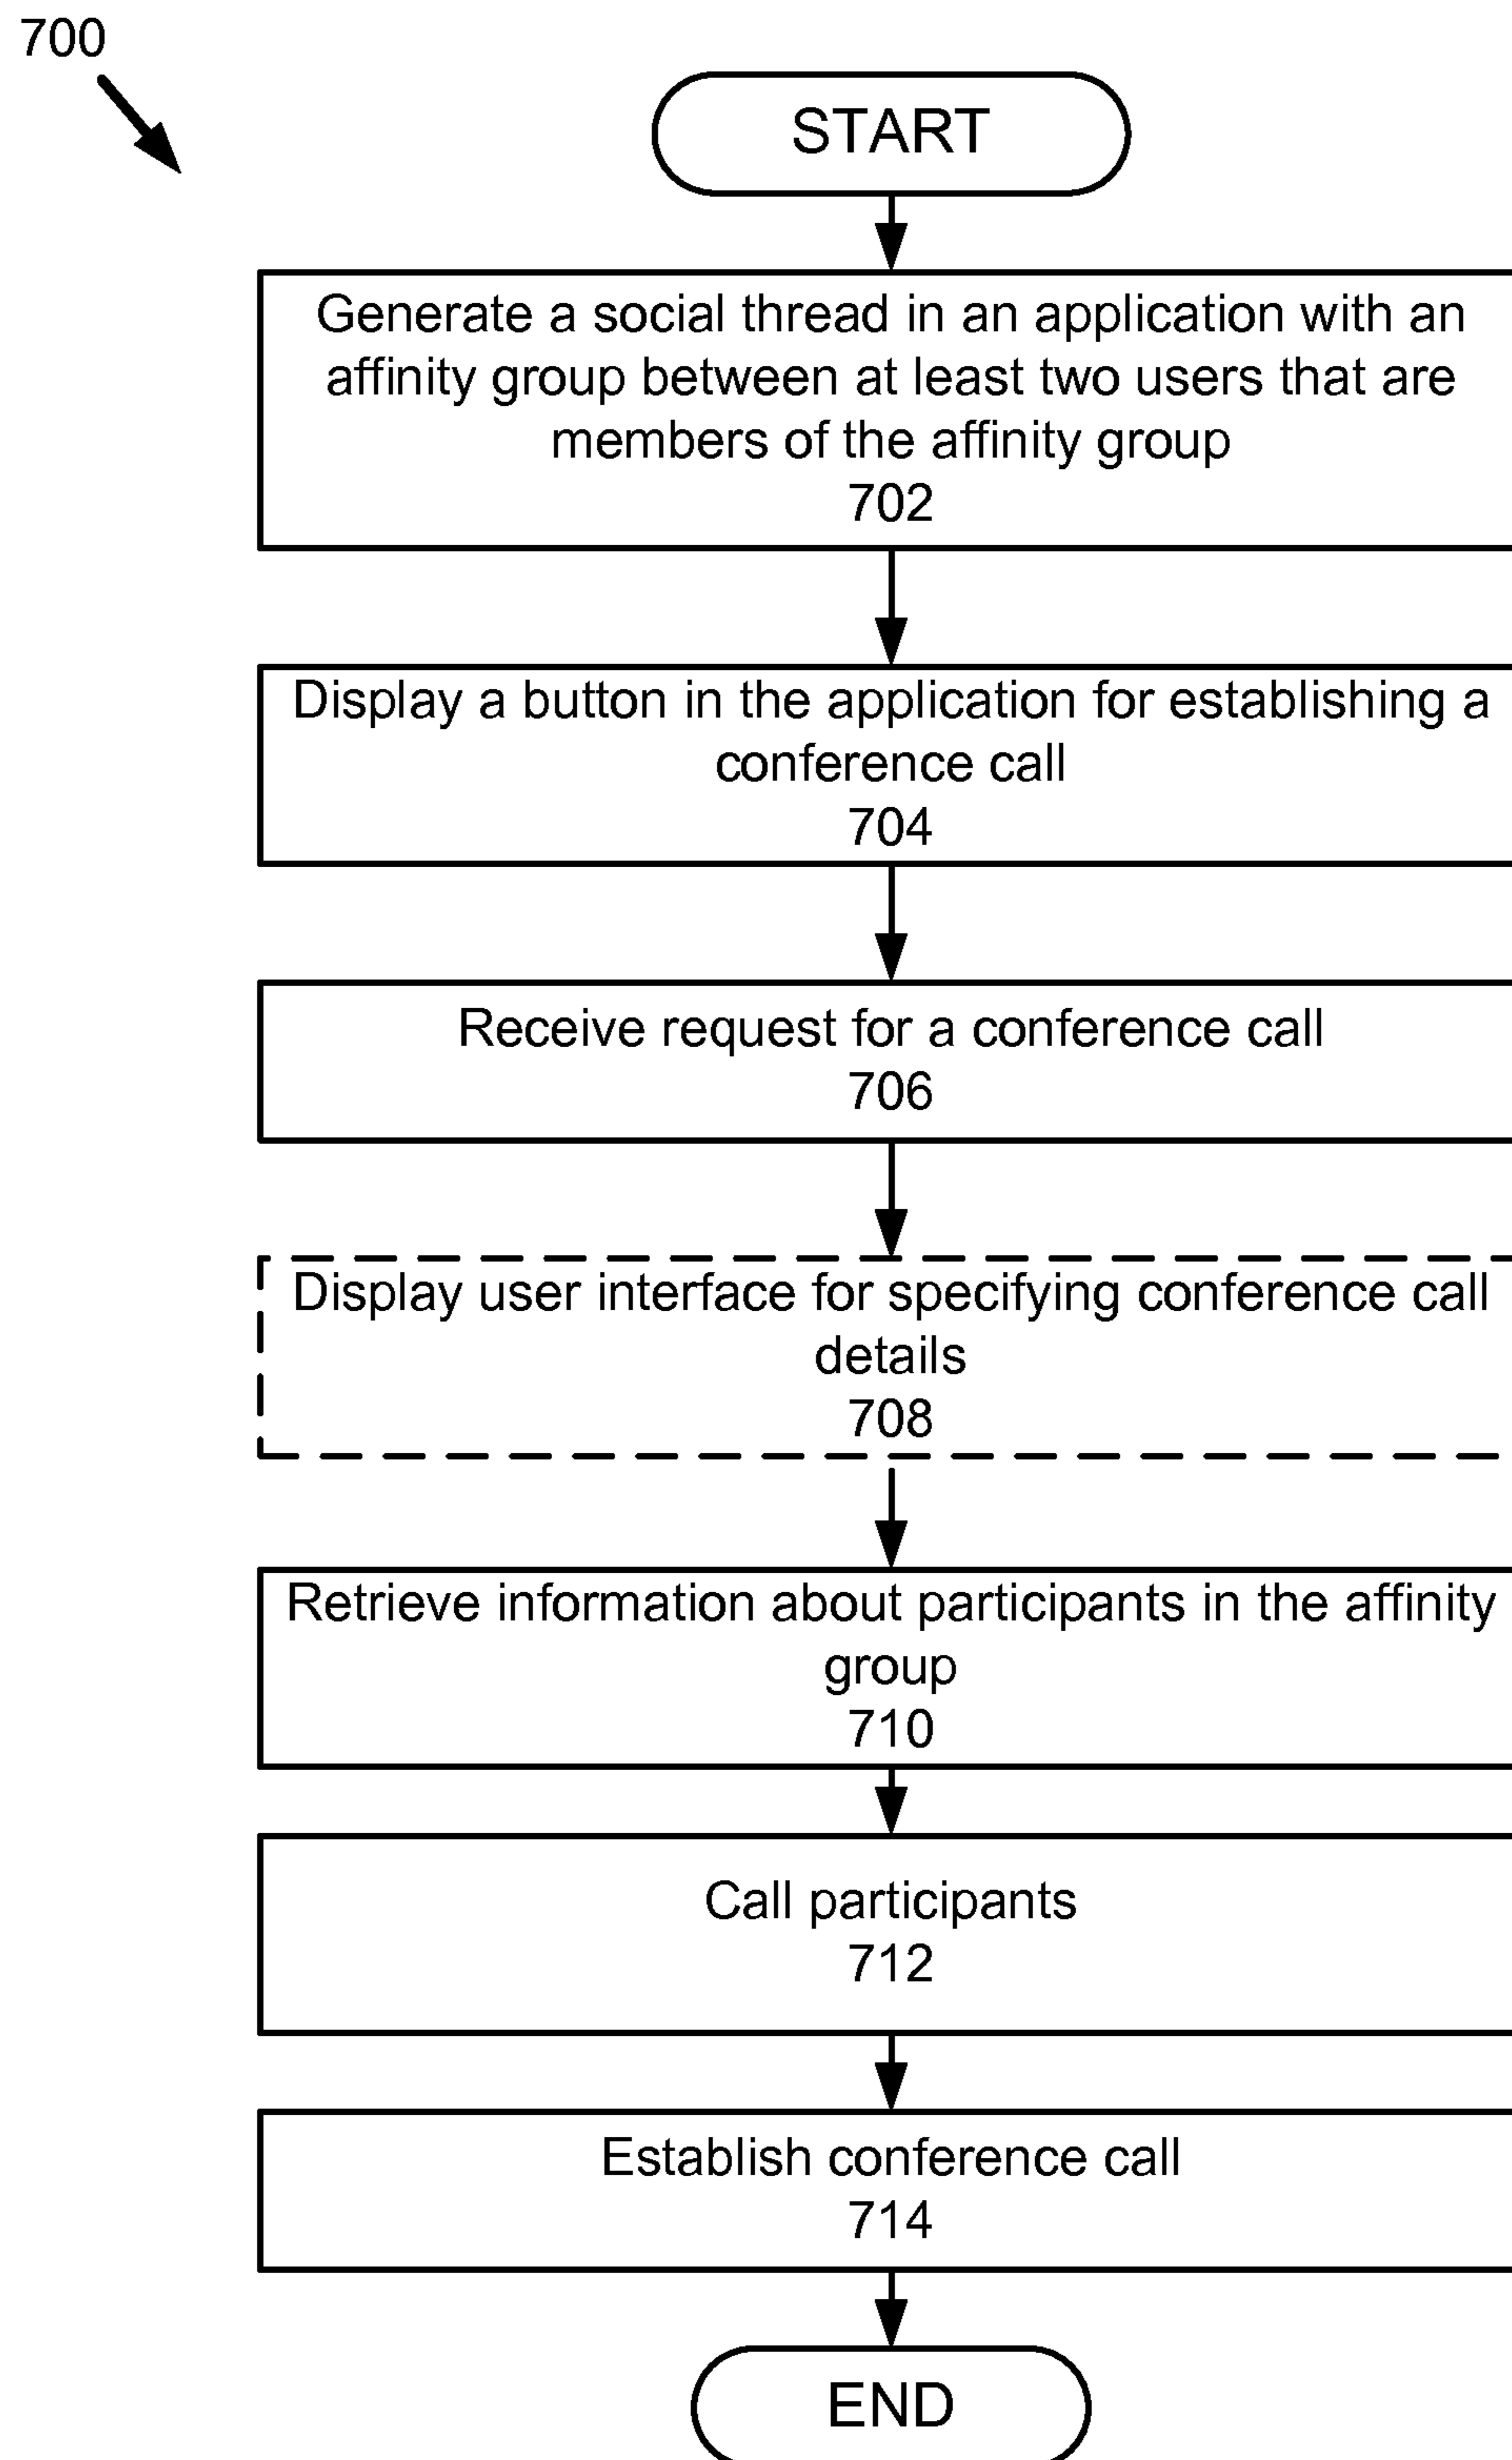 700
START
Generate a social thread in an application with an
affinity group between at least two users that are
members of the affinity group
702
Display a button in the application for establishing a
conference call
704
Receive request for a conference call
706
Display user interface for specifying conference call
details
708
Retrieve information about participants in the affinity
group
710
Call participants
712
Establish conference call
714
END